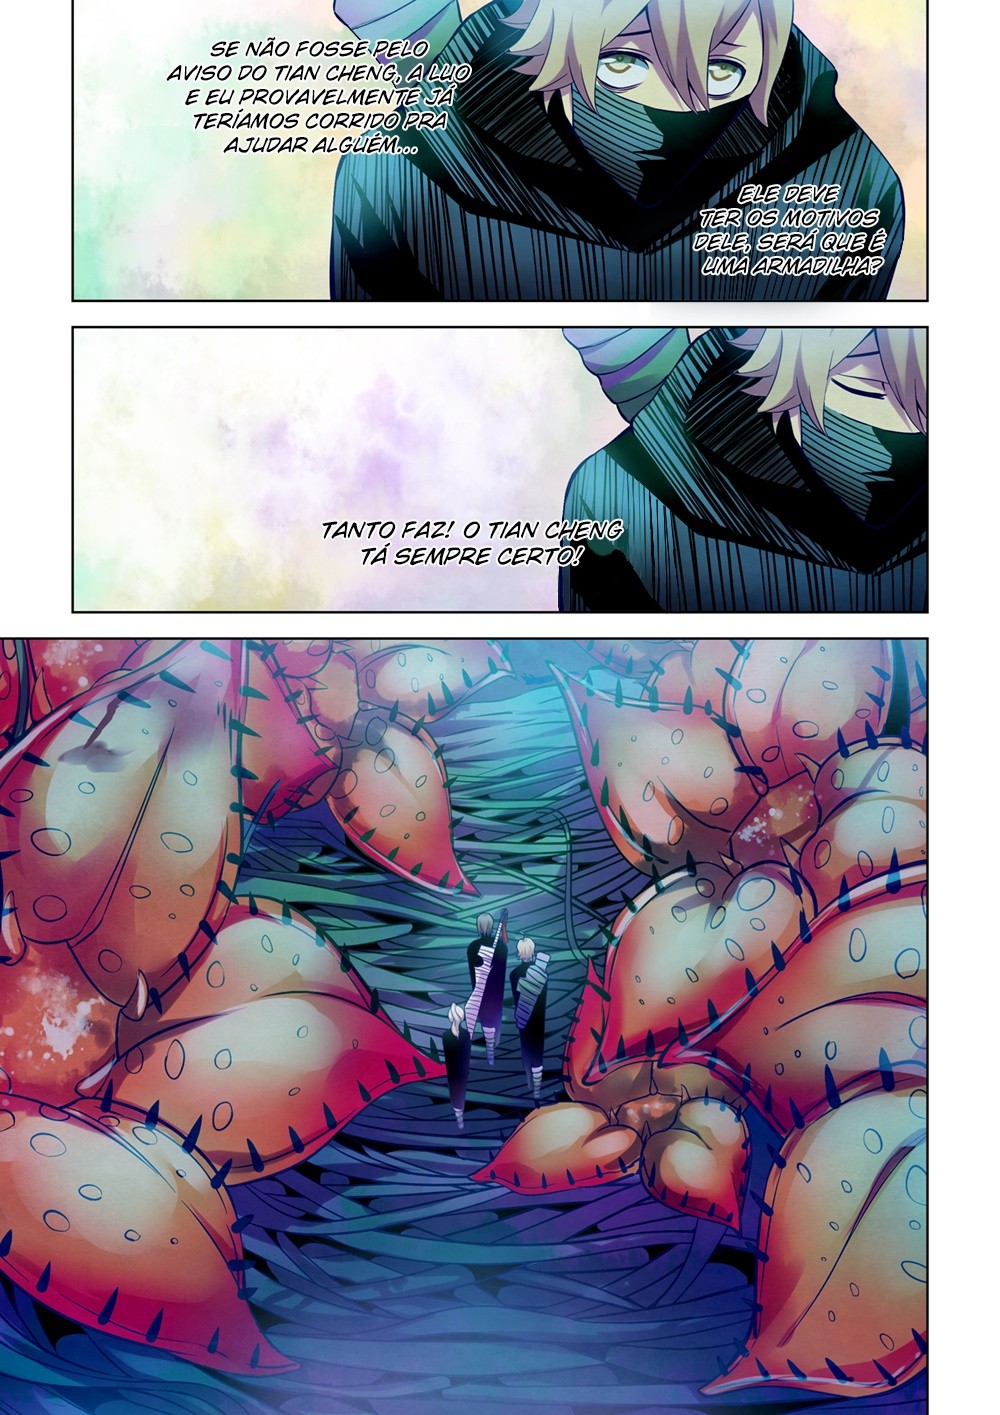 SE NÃO FOSSE PELO
AVISO DO TIAN CHENG, A LUO
E EU PROVAVELMENTE JÁ
TERÍAMOS CORRIDO PRA
AJUDAR ALGUÉM...
ELE DEVE
TER OS MOTIVOS
DELE, SERÁ QUE É
UMA ARMADILHA?
TANTO FAZ! O TIAN CHENG
TÁ SEMPRE CERTO!